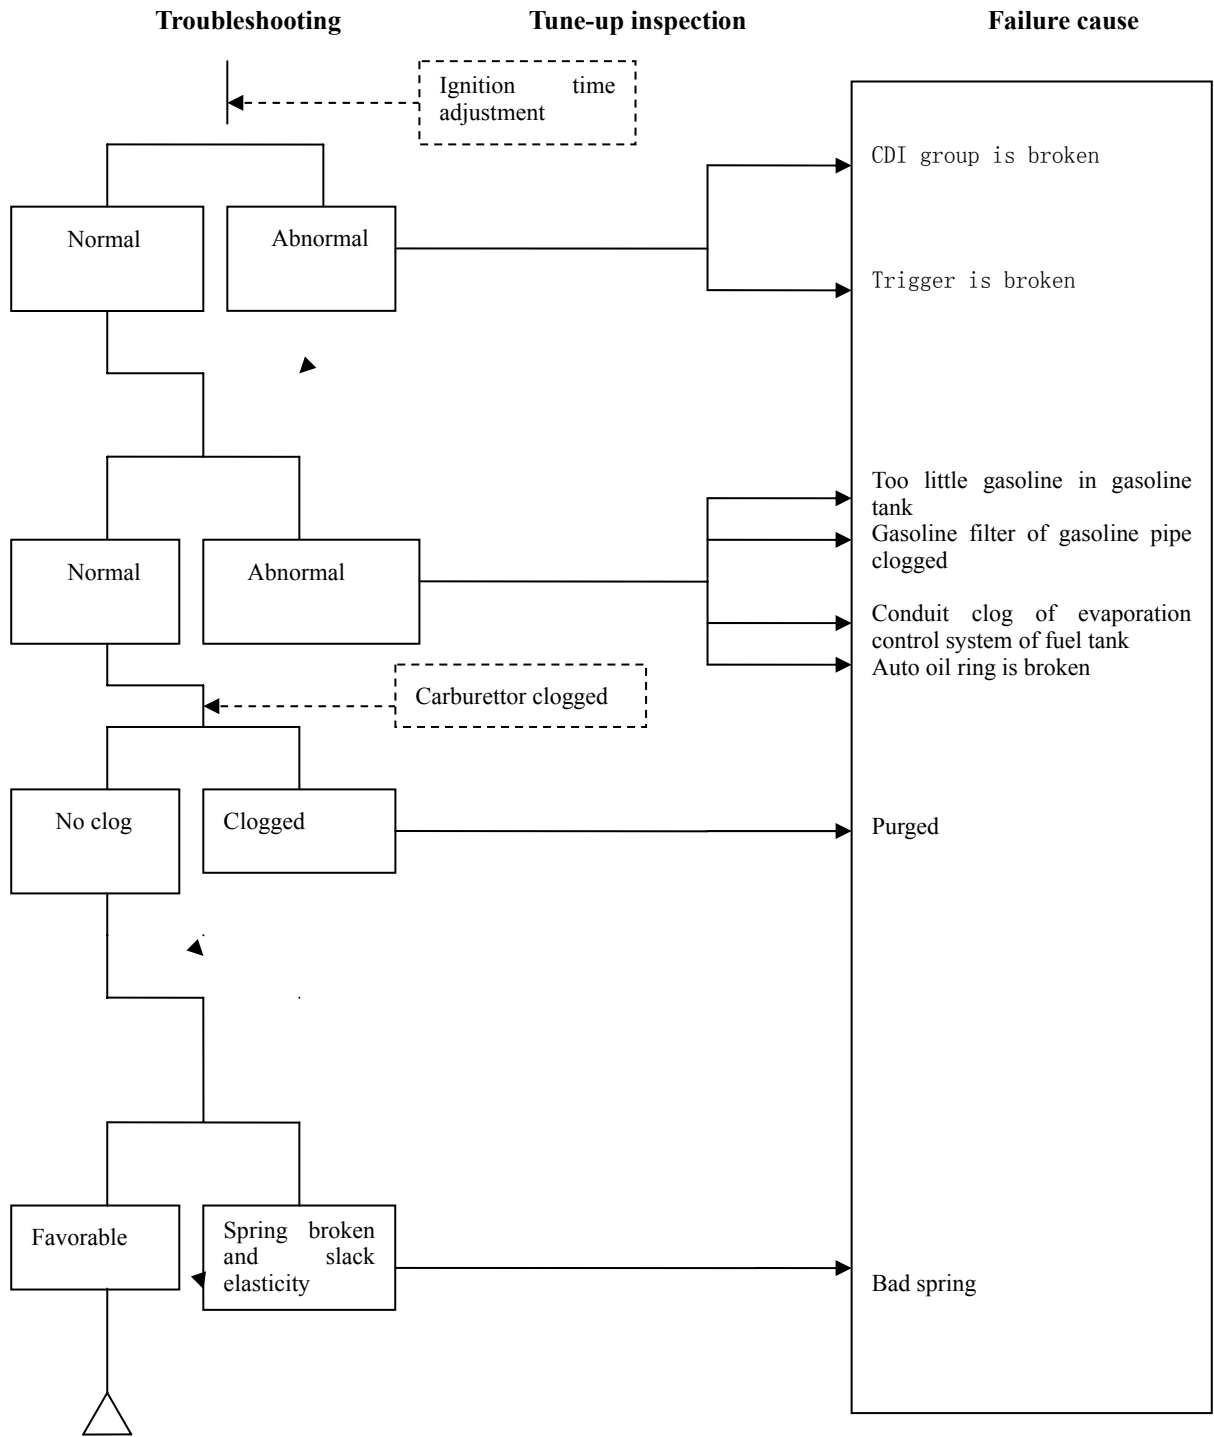 Troubleshooting Tune-up inspection Failure cause
Ignition time
adjustment
CDI group is broken
Normal
Abnormal
Trigger is broken
Too little gasoline in gasoline
tank
Gasoline filter of gasoline pipe
clogged
Normal
Abnormal
Conduit clog of evaporation
control system of fuel tank
Auto oil ring is broken
Carburettor clogged
No clog
Clogged
Purged
Favorable
Spring broken
and slack
elasticity
Bad spring